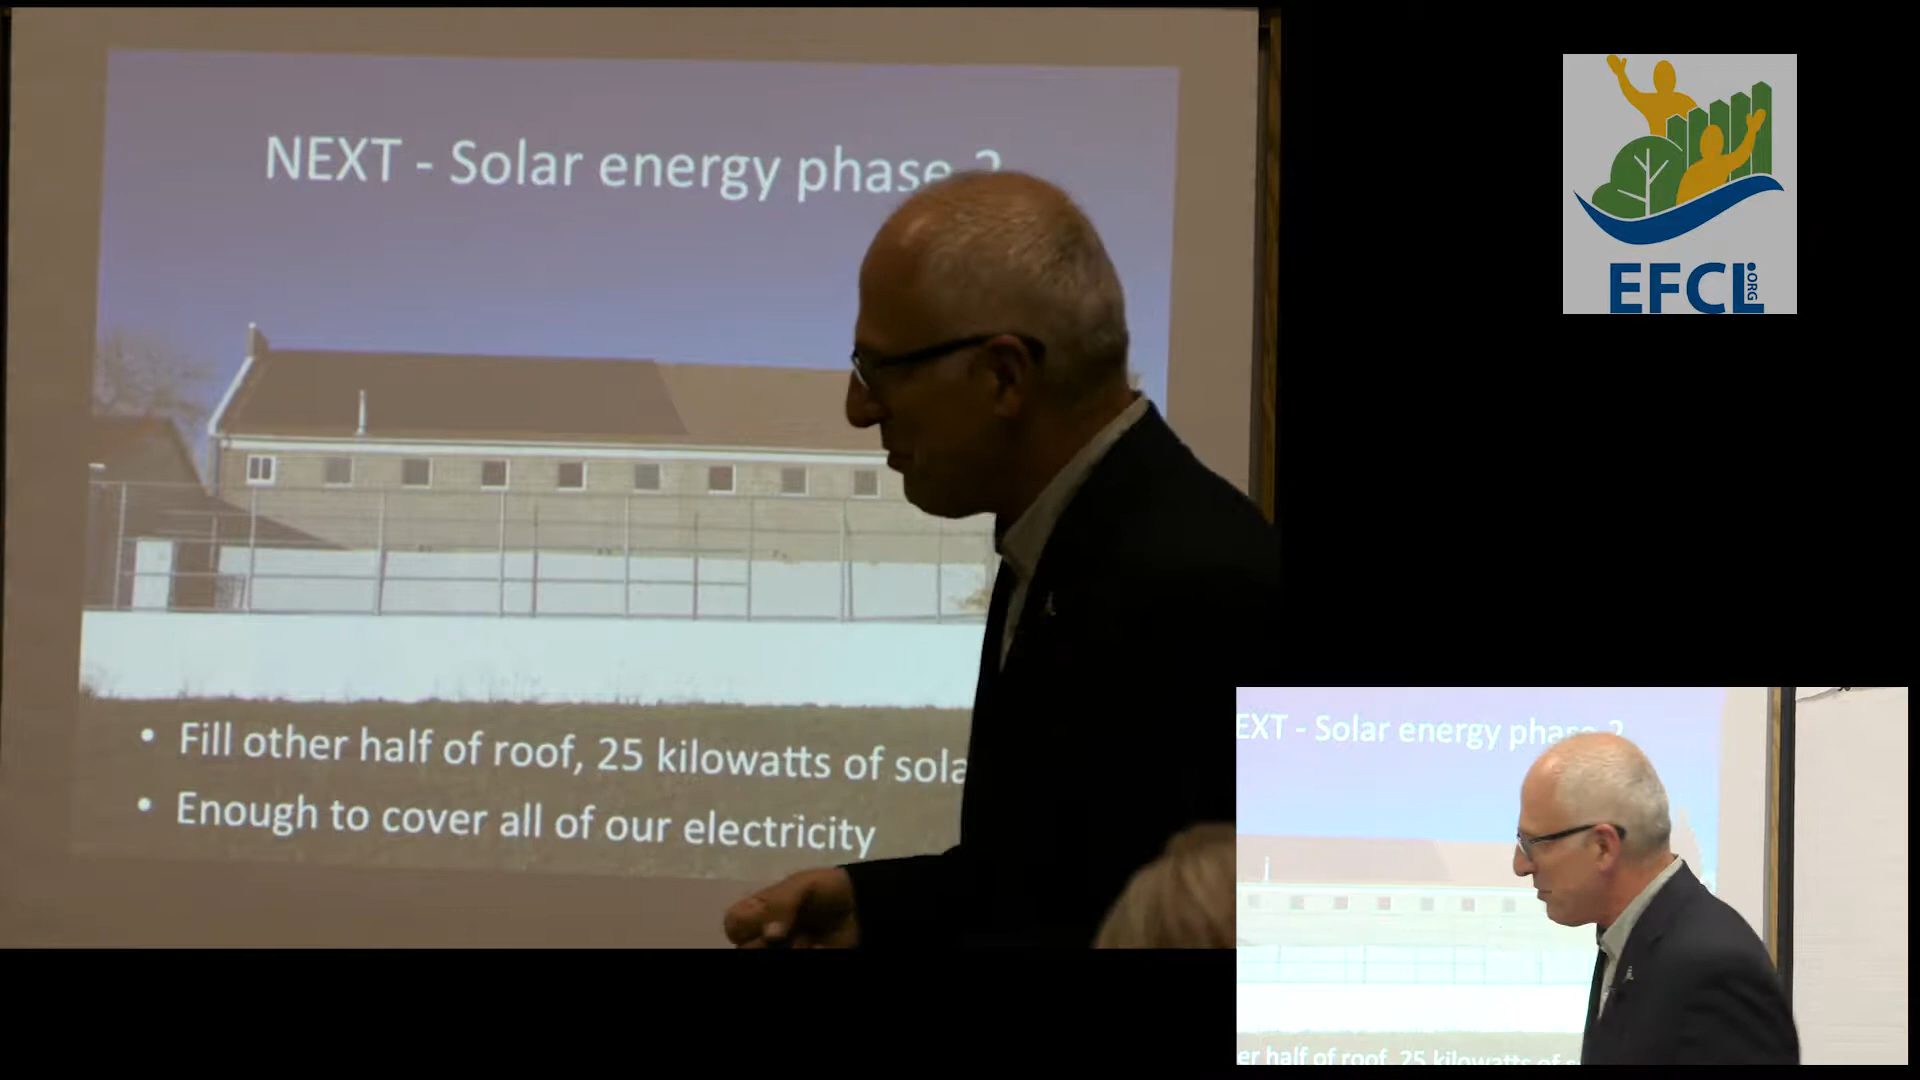 NEXT - Solar energy phase 2
Fill other half of roof, 25 kilowatts of sola
Enough to cover all of our electricity
EFCL.ORG
EXT - Solar energy phase 2
er half of roof, 25 kilowatts of